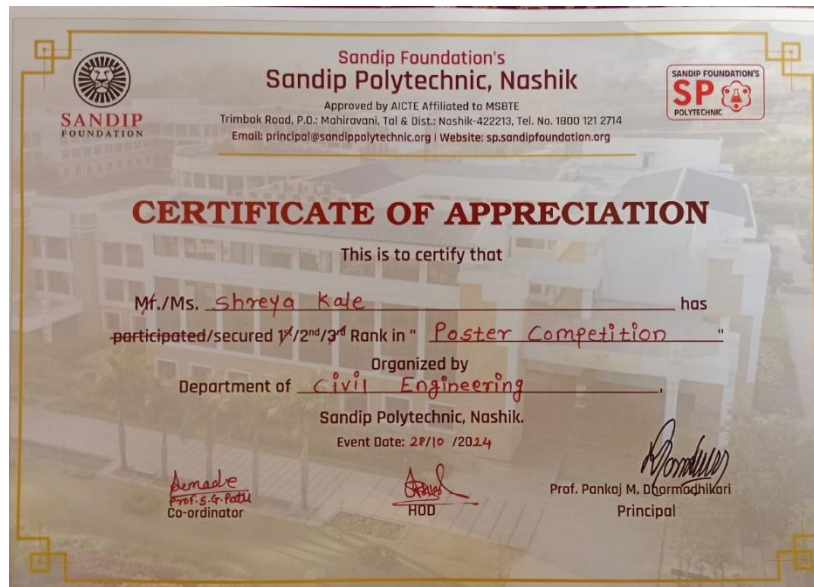 SANDIP
FOUNDATION
Sandip Foundation's
Sandip Polytechnic, Nashik
Approved by AICTE Affiliated to MSBTE
Trimbak Road, P.O.: Mahiravani, Tal & Dist.: Nashik-422213, Tel. No. 1800 121 2714
Email: principal@sandippolytechnic.org | Website: sp.sandipfoundation.org
SANDIP FOUNDATION'S
SP
POLYTECHNIC
CERTIFICATE OF APPRECIATION
This is to certify that
Mr./Ms. Shreya Kale has
participated/secured 1st/2nd/3rd Rank in " Poster Competition "
Organized by
Department of Civil Engineering,
Sandip Polytechnic, Nashik.
Event Date: /10 /2024
Prof. S. G. Patil
Co-ordinator
HOD
Prof. Pankaj M. Dharmadhikari
Principal